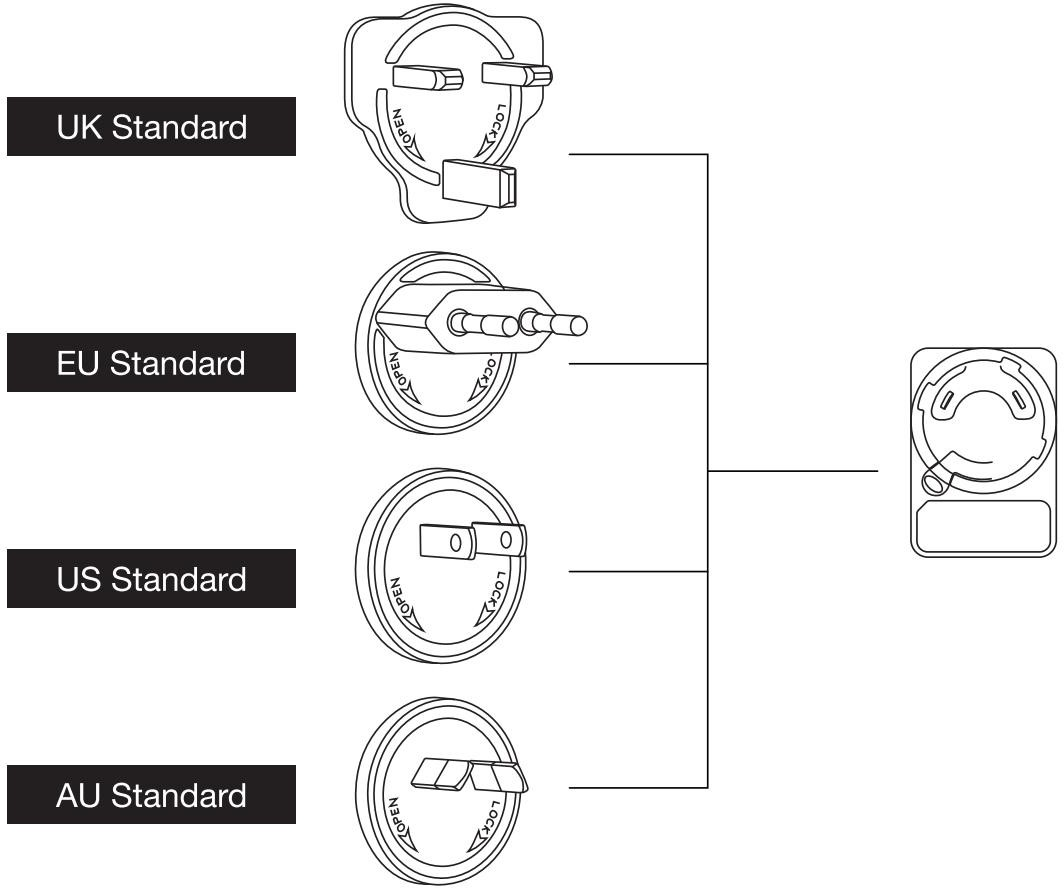 UK Standard
OPEN
LOCK
EU Standard
OPEN
LOCK
US Standard
OPEN
LOCK
AU Standard
OPEN
LOCK